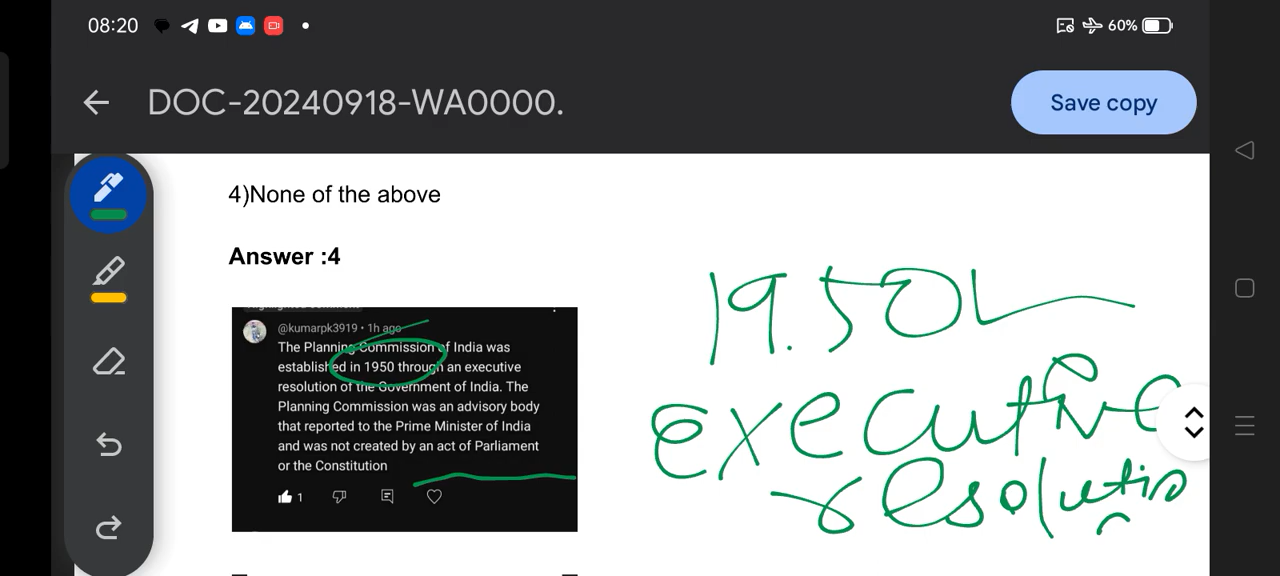 08:20
60%
DOC-20240918-WA0000.
Save copy
4)None of the above
Answer :4
@kumarpk3919 • 1h ago
The Planning Commission of India was
established in 1950 through an executive
resolution of the Government of India. The
Planning Commission was an advisory body
that reported to the Prime Minister of India
and was not created by an act of Parliament
or the Constitution
1
1950
Executive
resolution